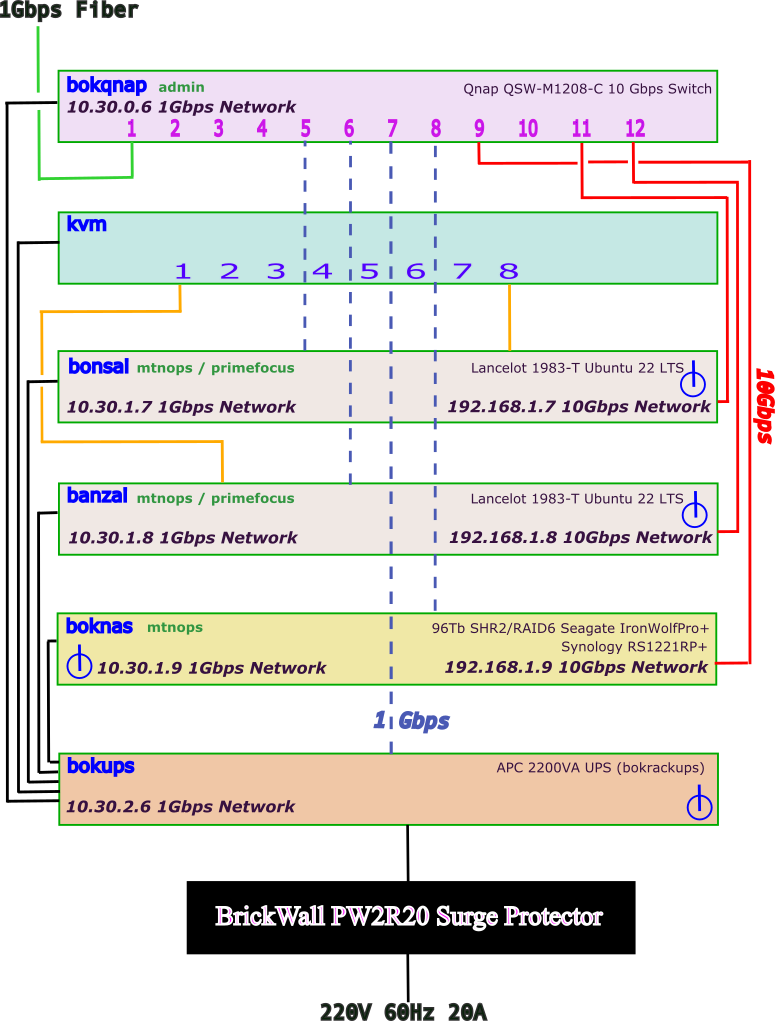 1Gbps Fiber
bokqnap admin Qnap QSW-M1208-C 10 Gbps Switch
10.30.0.6 1Gbps Network
1 2 3 4 5 6 7 8 9 10 11 12
kvm
1 2 3 4 5 6 7 8
bonsai mtnops / primefocus Lancelot 1983-T Ubuntu 22 LTS
10.30.1.7 1Gbps Network 192.168.1.7 10Gbps Network
10Gbps
banzai mtnops / primefocus Lancelot 1983-T Ubuntu 22 LTS
10.30.1.8 1Gbps Network 192.168.1.8 10Gbps Network
boknas mtnops 96Tb SHR2/RAID6 Seagate IronWolfPro+
Synology RS1221RP+
10.30.1.9 1Gbps Network 192.168.1.9 10Gbps Network
1 Gbps
bokups APC 2200VA UPS (bokrackups)
10.30.2.6 1Gbps Network
BrickWall PW2R20 Surge Protector
220V 60Hz 20A